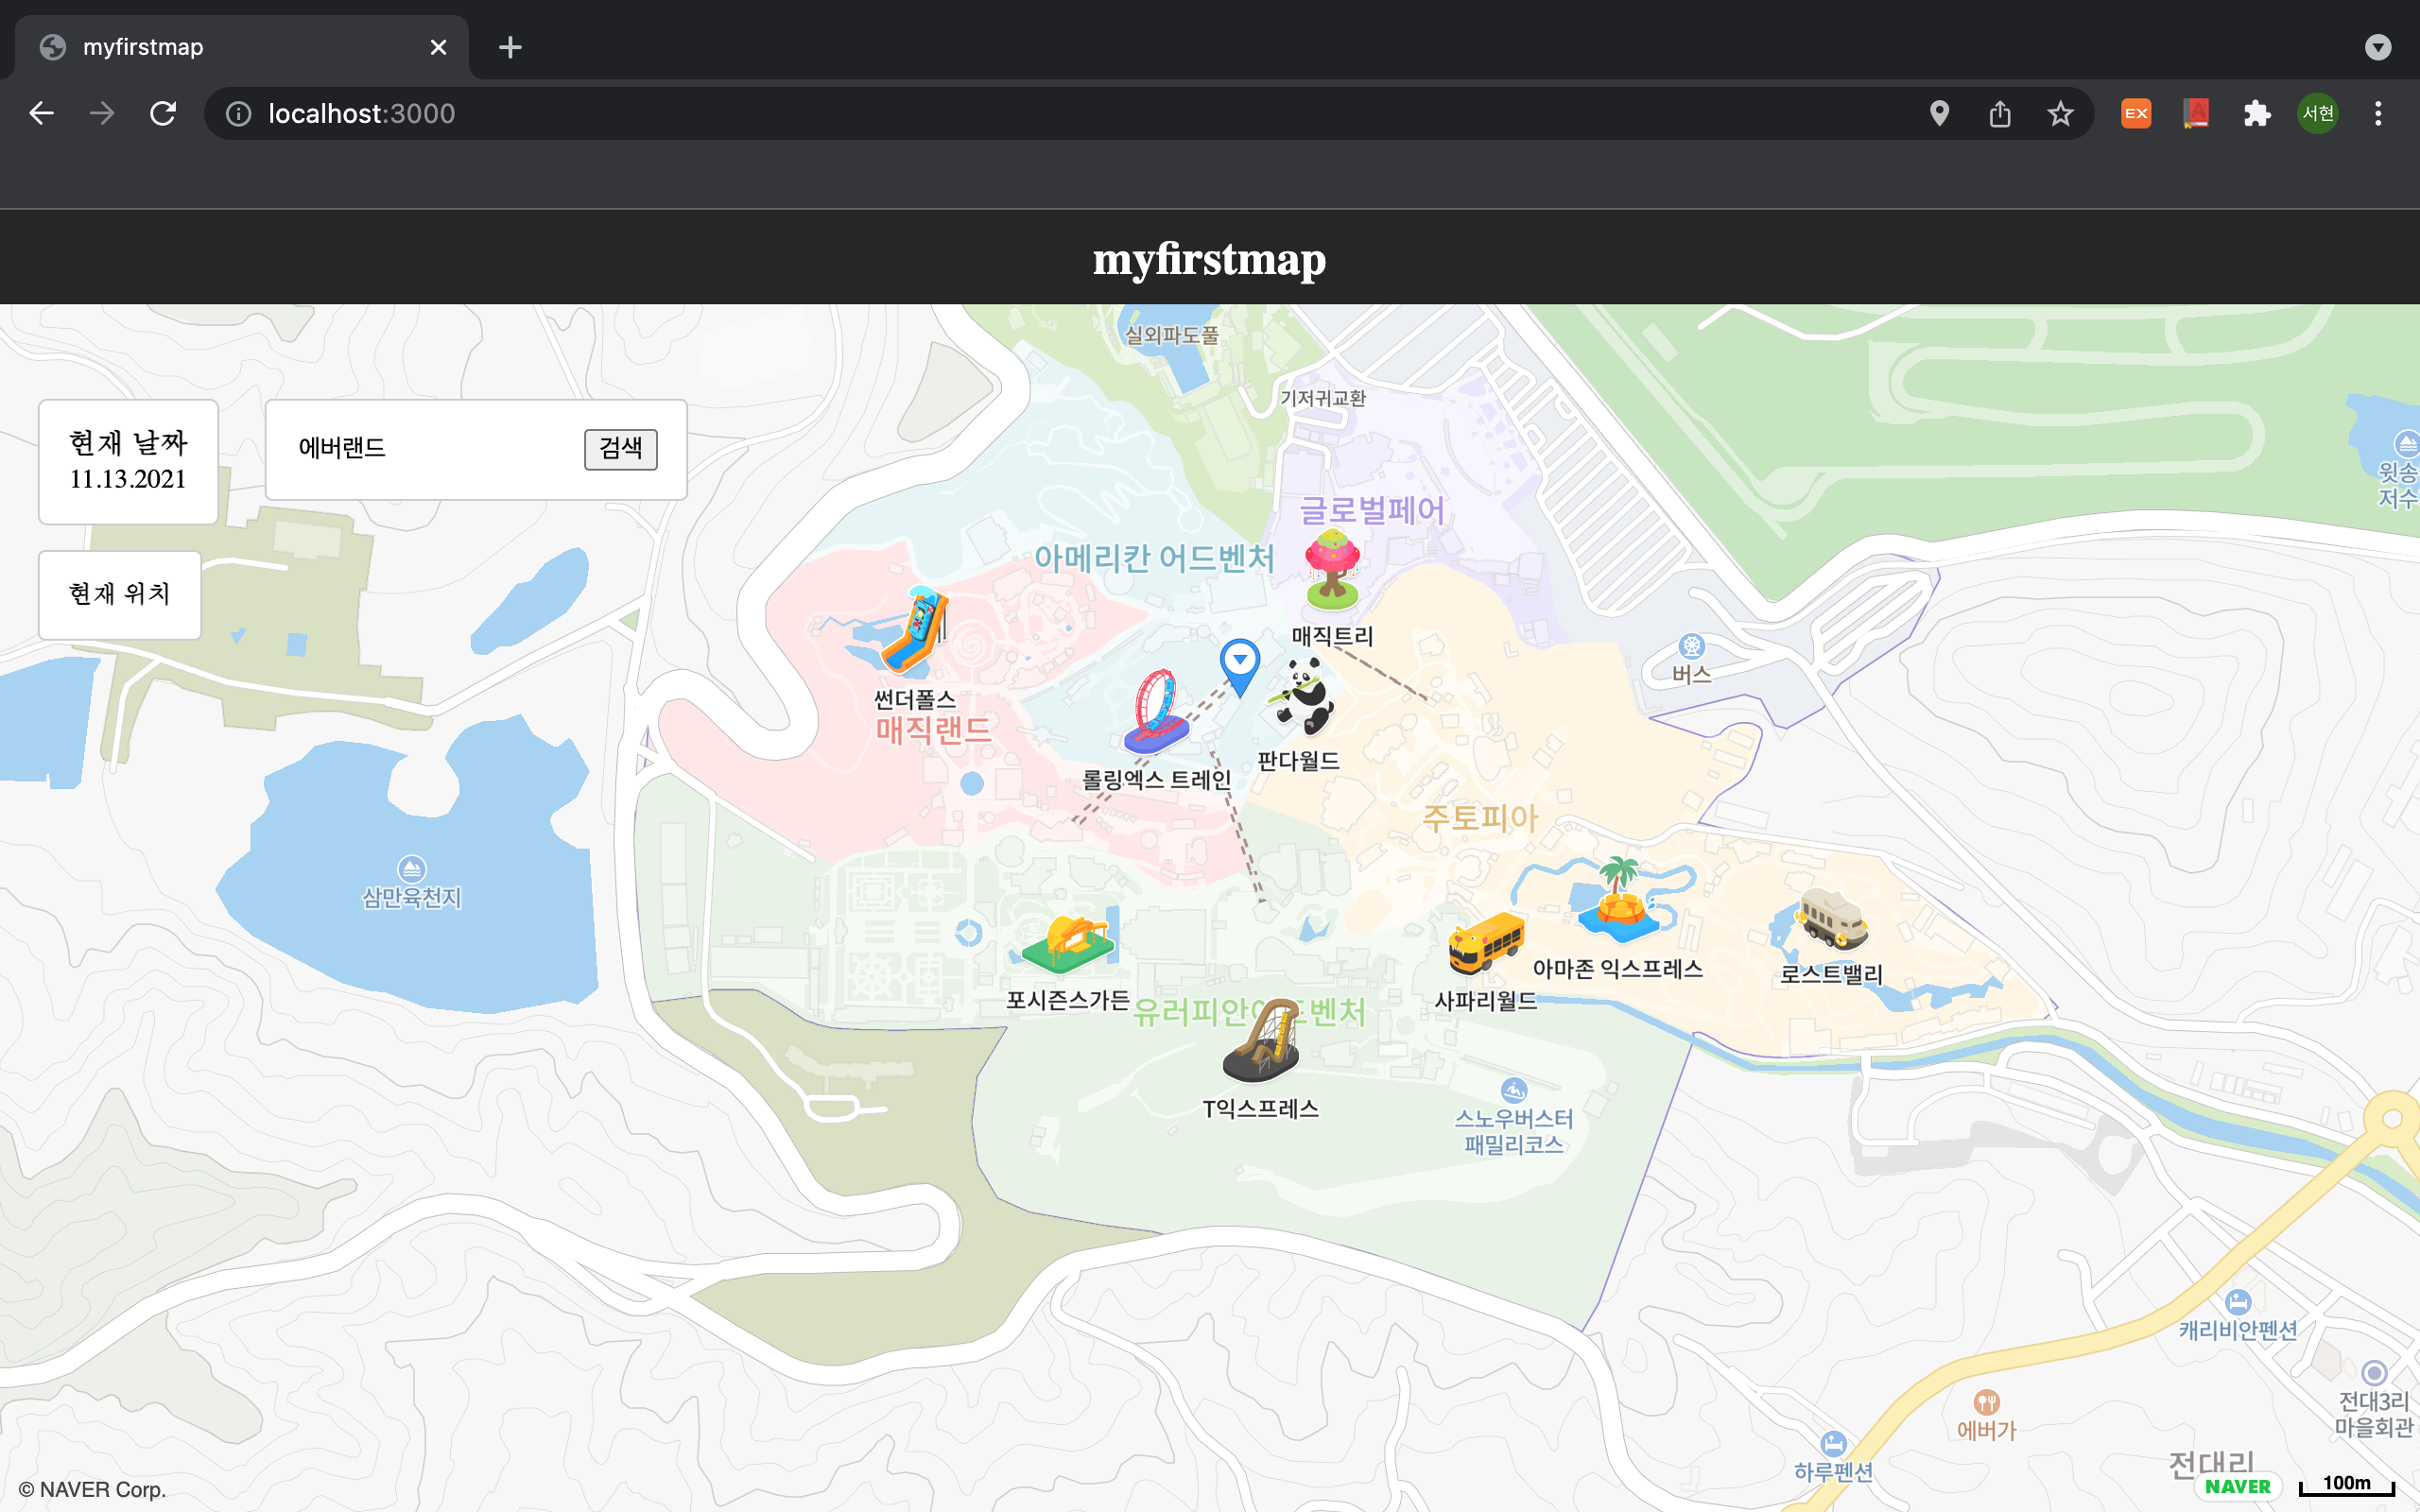 myfirstmap
localhost:3000
EX
A
서현
myfirstmap
실외파도풀
기저귀교환
현재 날짜
11.13.2021
에버랜드
검색
윗송
저수
글로벌페어
아메리칸 어드벤처
현재 위치
매직트리
버스
썬더폴스
매직랜드
판다월드
롤링엑스 트레인
주토피아
삼만육천지
아마존 익스프레스
로스트밸리
포시즌스가든
사파리월드
유러피안어드벤처
T익스프레스
스노우버스터
패밀리코스
캐리비안펜션
전대3리
마을회관
에버가
하루펜션
전대리
© NAVER Corp.
NAVER
100m